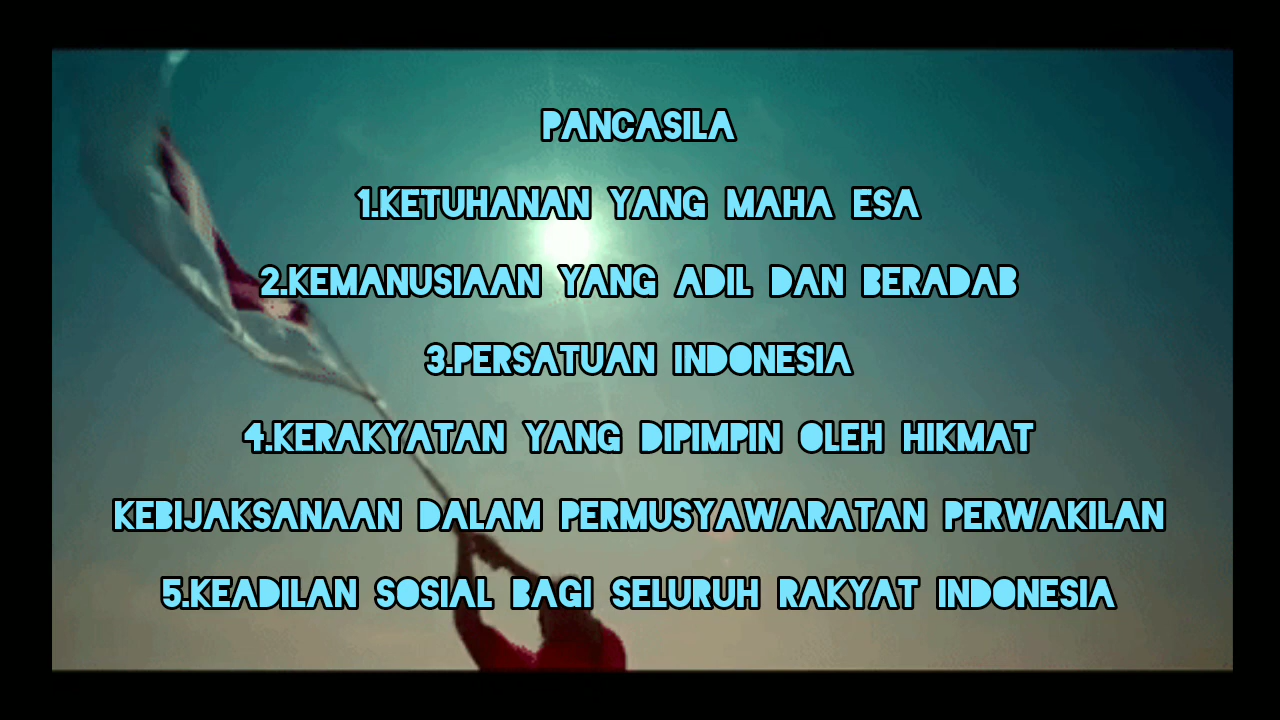 PANCASILA
1.KETUHANAN YANG MAHA ESA
2.KEMANUSIAAN YANG ADIL DAN BERADAB
3.PERSATUAN INDONESIA
4.KERAKYATAN YANG DIPIMPIN OLEH HIKMAT
KEBIJAKSANAAN DALAM PERMUSYAWARATAN PERWAKILAN
5.KEADILAN SOSIAL BAGI SELURUH RAKYAT INDONESIA